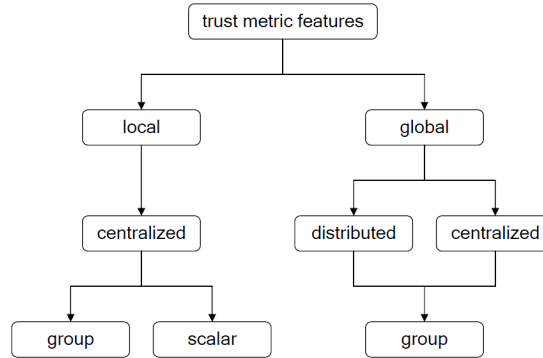 trust metric features
local
global
centralized
distributed
centralized
group
scalar
group